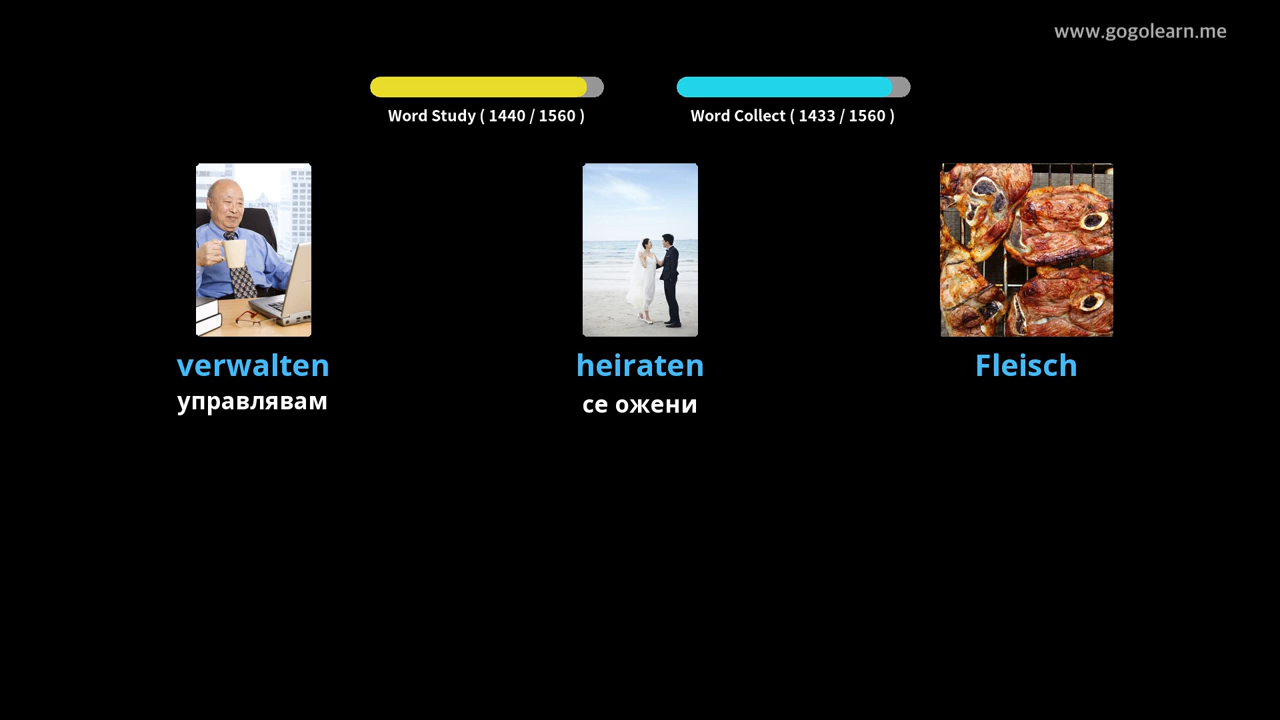 www.gogolearn.me
Word Study ( 1440 / 1560 )
Word Collect ( 1433 / 1560 )
verwalten
управлявам
heiraten
се ожени
Fleisch